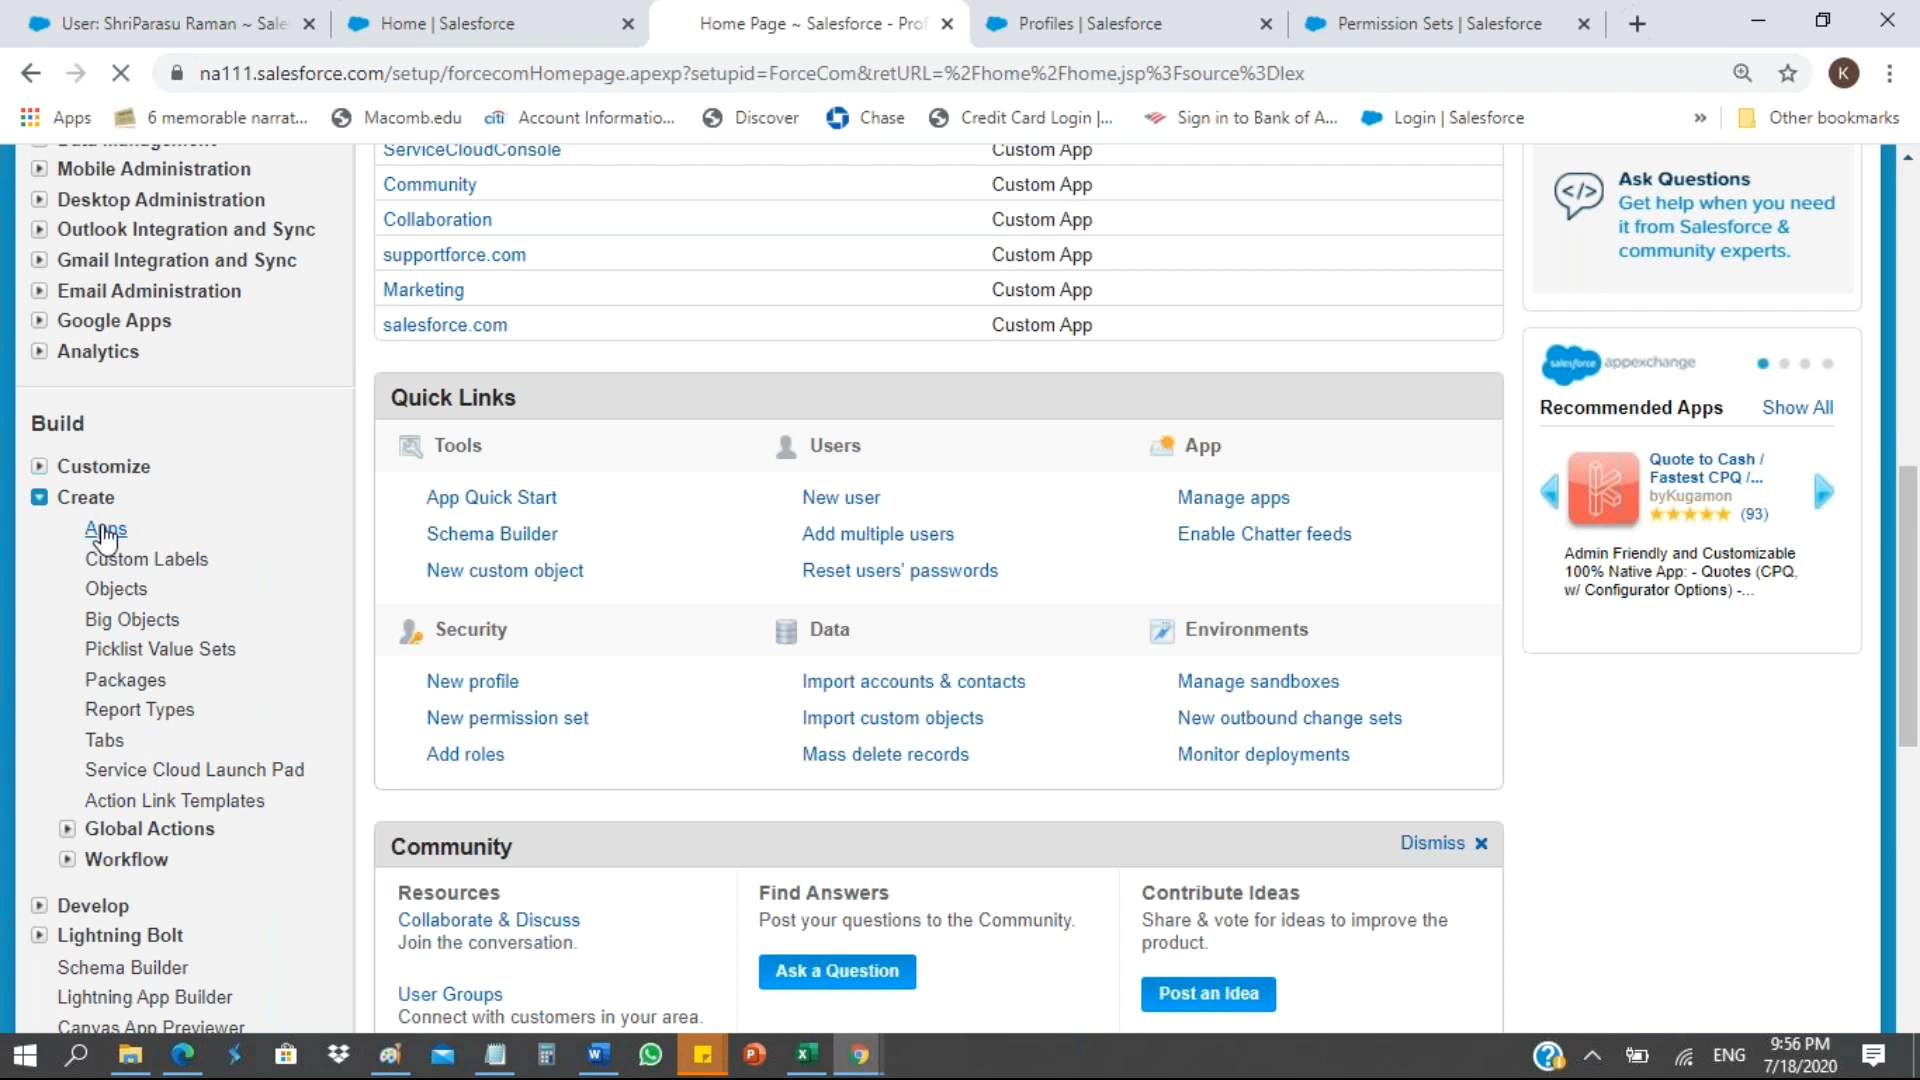 User: ShriParasu Raman ~ Sale
Home | Salesforce
Home Page ~ Salesforce - Prof
Profiles | Salesforce
Permission Sets | Salesforce
na111.salesforce.com/setup/forcecomHomepage.apexp?setupid=ForceCom&retURL=%2Fhome%2Fhome.jsp%3Fsource%3Dlex
K
Apps
6 memorable narrat...
Macomb.edu
citi Account Informatio...
Discover
Chase
Credit Card Login |...
Sign in to Bank of A...
Login | Salesforce
»
Other bookmarks
Data Management
Mobile Administration
Desktop Administration
Outlook Integration and Sync
Gmail Integration and Sync
Email Administration
Google Apps
Analytics
Build
Customize
Create
Apps
Custom Labels
Objects
Big Objects
Picklist Value Sets
Packages
Report Types
Tabs
Service Cloud Launch Pad
Action Link Templates
Global Actions
Workflow
Develop
Lightning Bolt
Schema Builder
Lightning App Builder
Canvas App Previewer
ServiceCloudConsole Custom App
Community Custom App
Collaboration Custom App
supportforce.com Custom App
Marketing Custom App
salesforce.com Custom App
Quick Links
Tools
App Quick Start
Schema Builder
New custom object
Users
New user
Add multiple users
Reset users' passwords
App
Manage apps
Enable Chatter feeds
Security
New profile
New permission set
Add roles
Data
Import accounts & contacts
Import custom objects
Mass delete records
Environments
Manage sandboxes
New outbound change sets
Monitor deployments
Community
Dismiss
Resources
Collaborate & Discuss
Join the conversation.
User Groups
Connect with customers in your area.
Find Answers
Post your questions to the Community.
Ask a Question
Contribute Ideas
Share & vote for ideas to improve the
product.
Post an Idea
</>
Ask Questions
Get help when you need
it from Salesforce &
community experts.
salesforce appexchange
Recommended Apps Show All
Quote to Cash /
Fastest CPQ /...
byKugamon
(93)
Admin Friendly and Customizable
100% Native App: - Quotes (CPQ,
w/ Configurator Options) -...
ENG
9:56 PM
7/18/2020